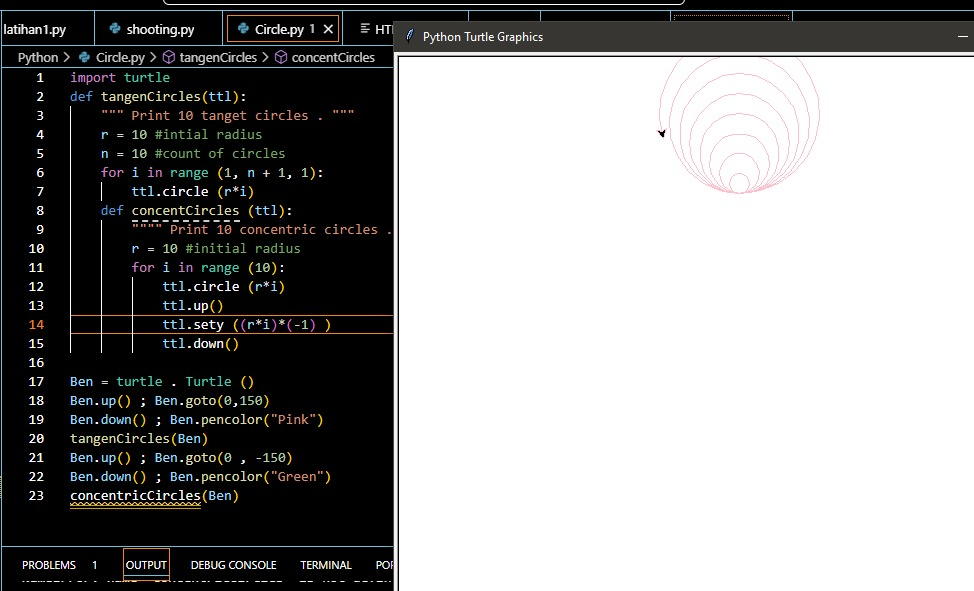 latihan1.py
shooting.py
Circle.py 1 ×
Python Turtle Graphics
Python > Circle.py > tangenCircles > concentCircles
1 import turtle
2 def tangenCircles(ttl):
3 """ Print 10 tanget circles . """
4 r = 10 #intial radius
5 n = 10 #count of circles
6 for i in range (1, n + 1, 1):
7 ttl.circle (r*i)
8 def concentCircles (ttl):
9 """" Print 10 concentric circles .
10 r = 10 #initial radius
11 for i in range (10):
12 ttl.circle (r*i)
13 ttl.up()
14 ttl.sety ((r*i)*(-1) )
15 ttl.down()
16
17 Ben = turtle . Turtle ()
18 Ben.up() ; Ben.goto(0,150)
19 Ben.down() ; Ben.pencolor("Pink")
20 tangenCircles(Ben)
21 Ben.up() ; Ben.goto(0 , -150)
22 Ben.down() ; Ben.pencolor("Green")
23 concentricCircles(Ben)
PROBLEMS 1 OUTPUT DEBUG CONSOLE TERMINAL